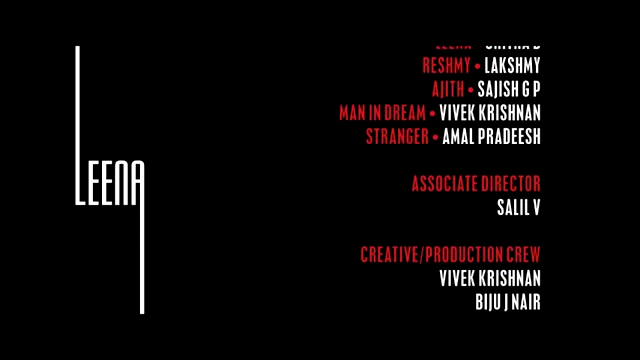 LEENA
RESHMY • LAKSHMY
AJITH • SAJISH G P
MAN IN DREAM • VIVEK KRISHNAN
STRANGER • AMAL PRADEESH
ASSOCIATE DIRECTOR
SALIL V
CREATIVE/PRODUCTION CREW
VIVEK KRISHNAN
BIJU J NAIR